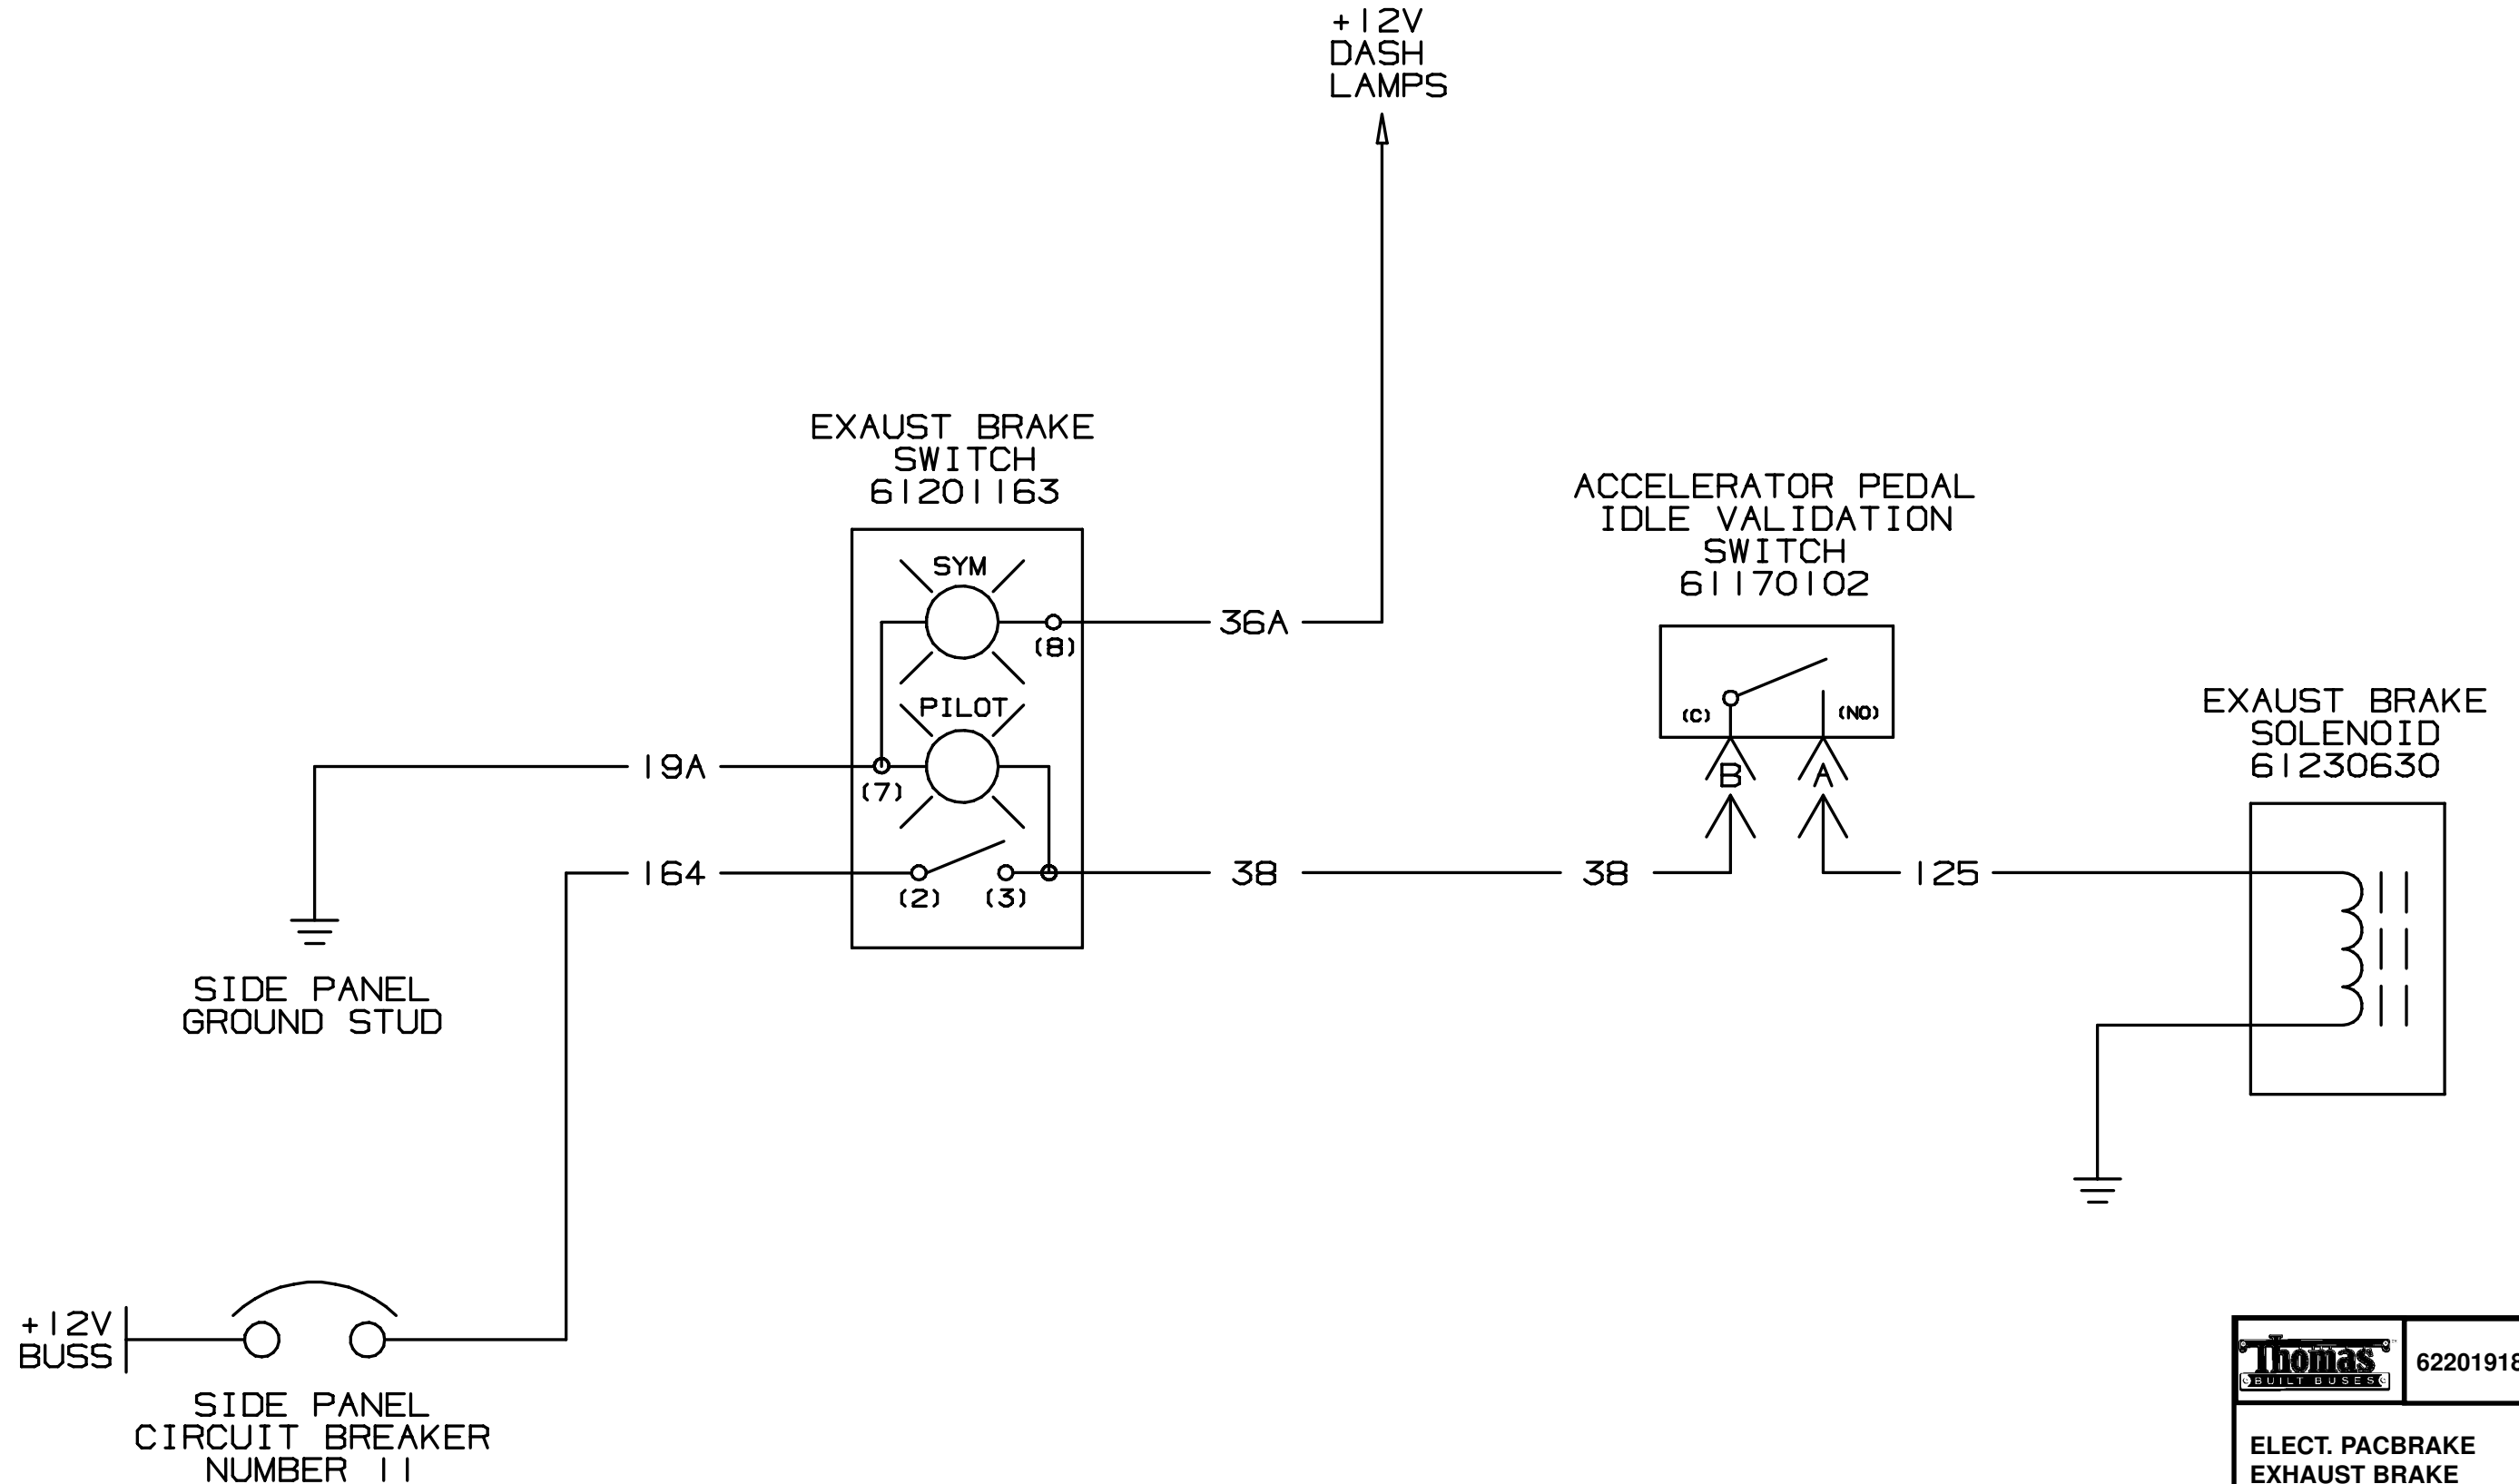 +12V
DASH
LAMPS
EXAUST BRAKE
SWITCH
61201163
SYM
(8)
36A
PILOT
(7)
19A
164
(2)
(3)
38
38
ACCELERATOR PEDAL
IDLE VALIDATION
SWITCH
61170102
(C)
(NO)
B
A
125
EXAUST BRAKE
SOLENOID
61230630
SIDE PANEL
GROUND STUD
+12V
BUSS
SIDE PANEL
CIRCUIT BREAKER
NUMBER 11
Thomas
BUILT BUSES
62201918
ELECT. PACBRAKE
EXHAUST BRAKE